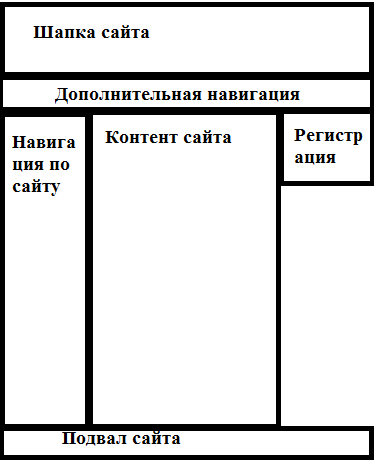 Шапка сайта
Дополнительная навигация
Навига
ция по
сайту
Контент сайта
Регистр
ация
Подвал сайта